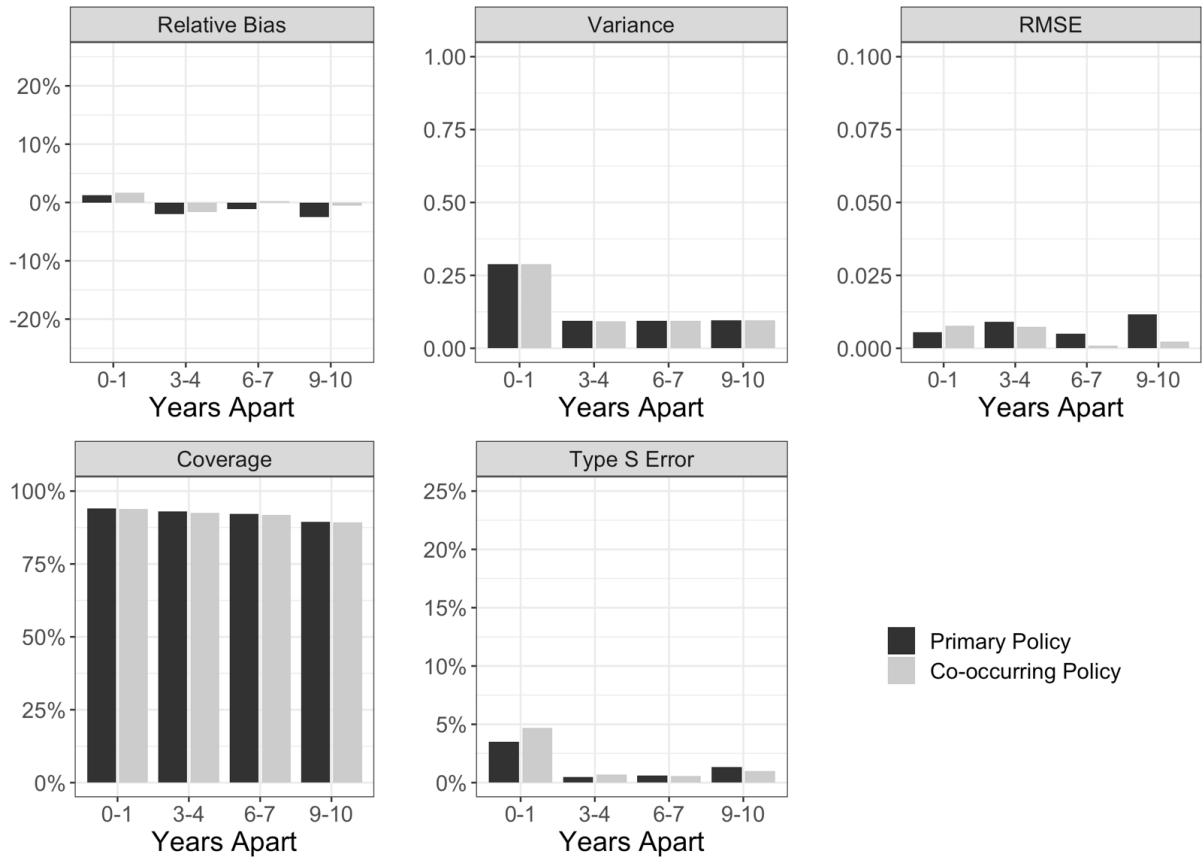 Relative Bias
20%
10%
0%
-10%
-20%
0-1 3-4 6-7 9-10
Years Apart
Variance
1.00
0.75
0.50
0.25
0.00
0-1 3-4 6-7 9-10
Years Apart
RMSE
0.100
0.075
0.050
0.025
0.000
0-1 3-4 6-7 9-10
Years Apart
Coverage
100%
75%
50%
25%
0%
0-1 3-4 6-7 9-10
Years Apart
Type S Error
25%
20%
15%
10%
5%
0%
0-1 3-4 6-7 9-10
Years Apart
Primary Policy
Co-occurring Policy